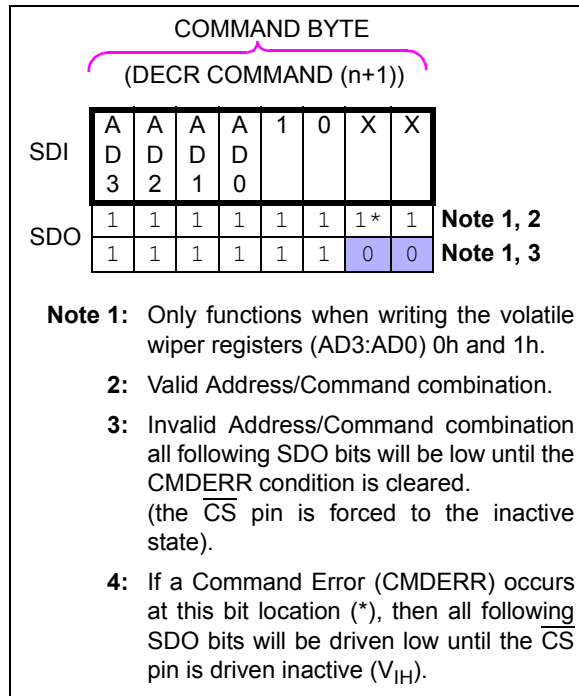 COMMAND BYTE
(DECR COMMAND (n+1))
SDI
A A A A 1 0 X X
D D D D
3 2 1 0
SDO
1 1 1 1 1 1 1* 1 Note 1, 2
1 1 1 1 1 1 0 0 Note 1, 3
Note 1: Only functions when writing the volatile
wiper registers (AD3:AD0) 0h and 1h.
2: Valid Address/Command combination.
3: Invalid Address/Command combination
all following SDO bits will be low until the
CMDERR condition is cleared.
(the CS pin is forced to the inactive
state).
4: If a Command Error (CMDERR) occurs
at this bit location (*), then all following
SDO bits will be driven low until the CS
pin is driven inactive (VIH).